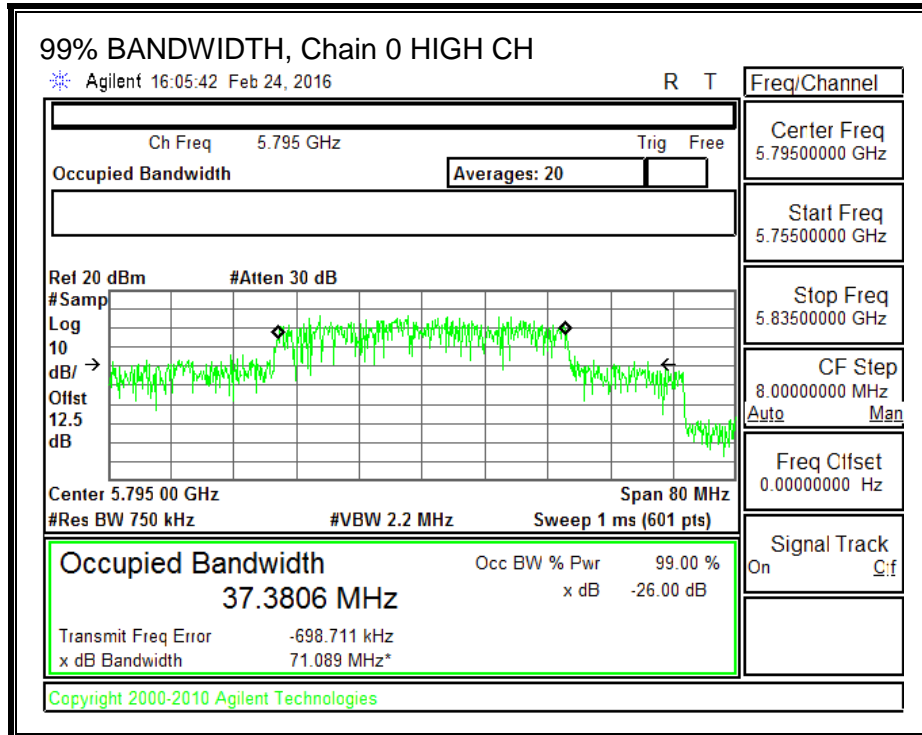 99% BANDWIDTH, Chain 0 HIGH CH
Agilent 16:05:42 Feb 24, 2016 R T
Freq/Channel
Ch Freq 5.795 GHz Trig Free
Occupied Bandwidth Averages: 20
Center Freq
5.79500000 GHz
Start Freq
5.75500000 GHz
Stop Freq
5.83500000 GHz
CF Step
8.00000000 MHz
Auto Man
Freq Offset
0.00000000 Hz
Signal Track
On Off
Ref 20 dBm #Atten 30 dB
#Samp
Log
10
dB/
Offst
12.5
dB
Center 5.795 00 GHz Span 80 MHz
#Res BW 750 kHz #VBW 2.2 MHz Sweep 1 ms (601 pts)
Occupied Bandwidth Occ BW % Pwr 99.00 %
37.3806 MHz x dB -26.00 dB
Transmit Freq Error -698.711 kHz
x dB Bandwidth 71.089 MHz*
Copyright 2000-2010 Agilent Technologies